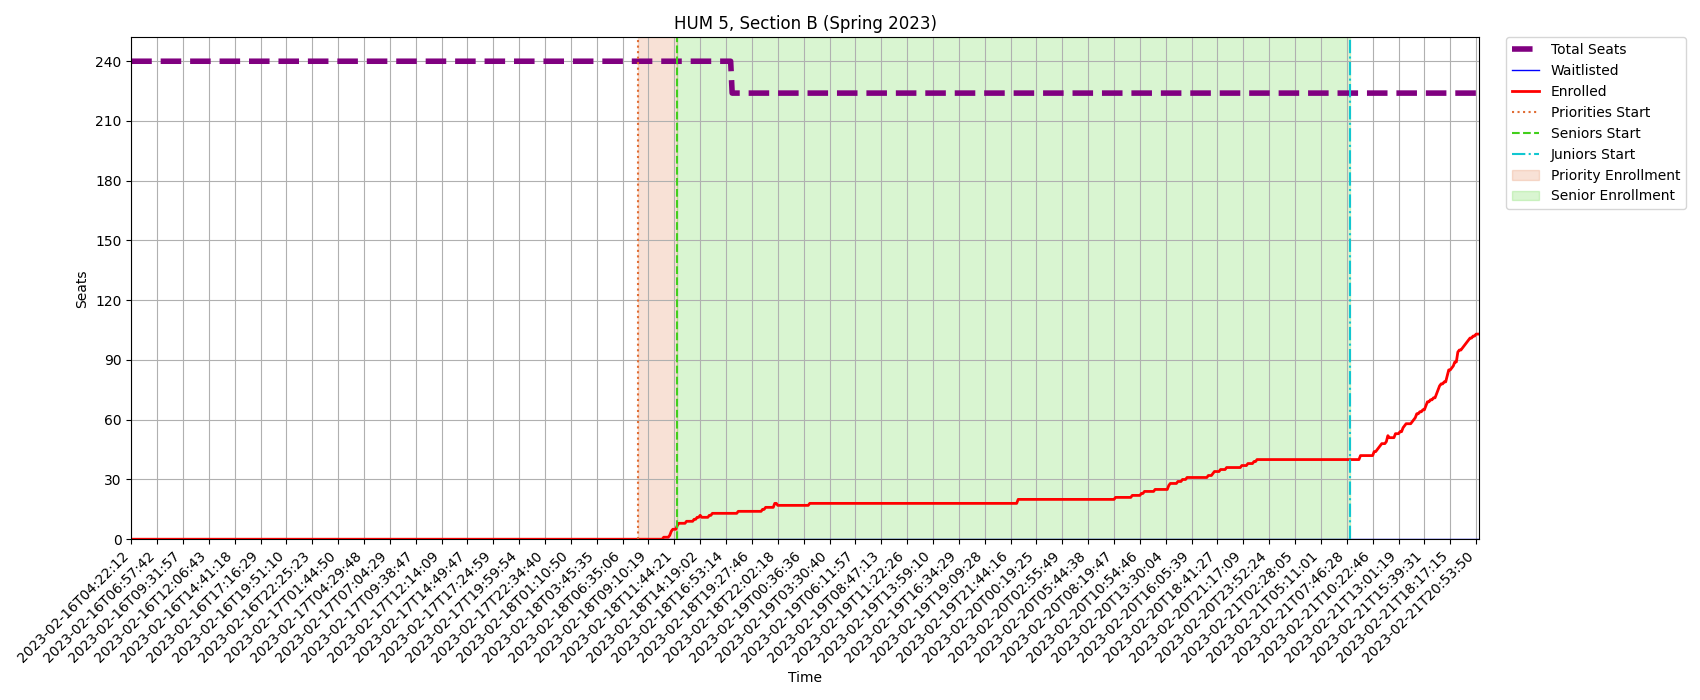 HUM 5, Section B (Spring 2023)
Total Seats
Waitlisted
Enrolled
Priorities Start
Seniors Start
Juniors Start
Priority Enrollment
Senior Enrollment
Seats
240
210
180
150
120
90
60
30
0
2023-02-16T04:22:12
2023-02-16T06:57:42
2023-02-16T09:31:57
2023-02-16T12:06:43
2023-02-16T14:41:18
2023-02-16T17:16:29
2023-02-16T19:51:10
2023-02-16T22:25:23
2023-02-17T01:44:50
2023-02-17T04:29:48
2023-02-17T07:04:29
2023-02-17T09:38:47
2023-02-17T12:14:09
2023-02-17T14:49:47
2023-02-17T17:24:59
2023-02-17T19:59:54
2023-02-17T22:34:40
2023-02-18T01:10:50
2023-02-18T03:45:35
2023-02-18T06:35:06
2023-02-18T09:10:19
2023-02-18T11:44:21
2023-02-18T14:19:02
2023-02-18T16:53:14
2023-02-18T19:27:46
2023-02-18T22:02:18
2023-02-19T00:36:36
2023-02-19T03:30:40
2023-02-19T06:11:57
2023-02-19T08:47:13
2023-02-19T11:22:26
2023-02-19T13:59:10
2023-02-19T16:34:29
2023-02-19T19:09:28
2023-02-19T21:44:16
2023-02-20T00:19:25
2023-02-20T02:55:49
2023-02-20T05:44:38
2023-02-20T08:19:47
2023-02-20T10:54:46
2023-02-20T13:30:04
2023-02-20T16:05:39
2023-02-20T18:41:27
2023-02-20T21:17:09
2023-02-20T23:52:24
2023-02-21T02:28:05
2023-02-21T05:11:01
2023-02-21T07:46:28
2023-02-21T10:22:46
2023-02-21T13:01:19
2023-02-21T15:39:31
2023-02-21T18:17:15
2023-02-21T20:53:50
Time